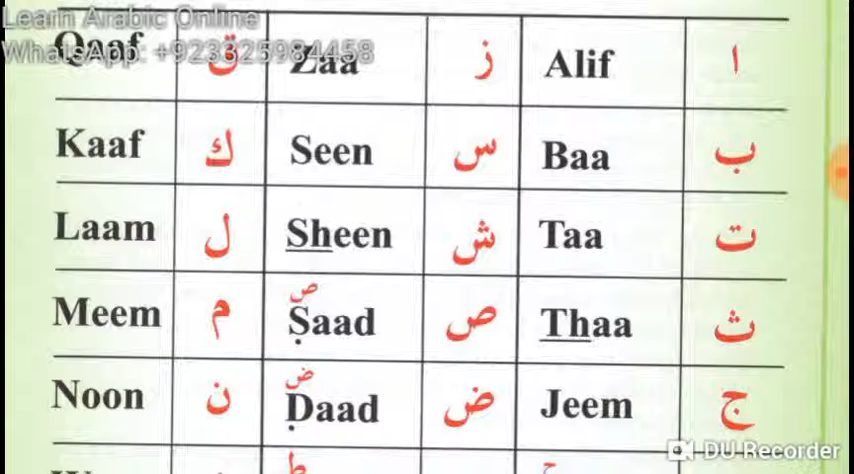 Learn Arabic Online
WhatsApp: +923325984458
Qaaf ق Zaa ز Alif ا
Kaaf ك Seen س Baa ب
Laam ل Sheen ش Taa ت
Meem م ص Ṣaad ص Thaa ث
Noon ن ض Ḍaad ض Jeem ج
ط
DU Recorder